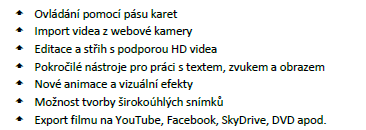 Ovládání pomocí pásu karet
Import videa z webové kamery
Editace a střih s podporou HD videa
Pokročilé nástroje pro práci s textem, zvukem a obrazem
Nové animace a vizuální efekty
Možnost tvorby širokoúhlých snímků
Export filmu na YouTube, Facebook, SkyDrive, DVD apod.